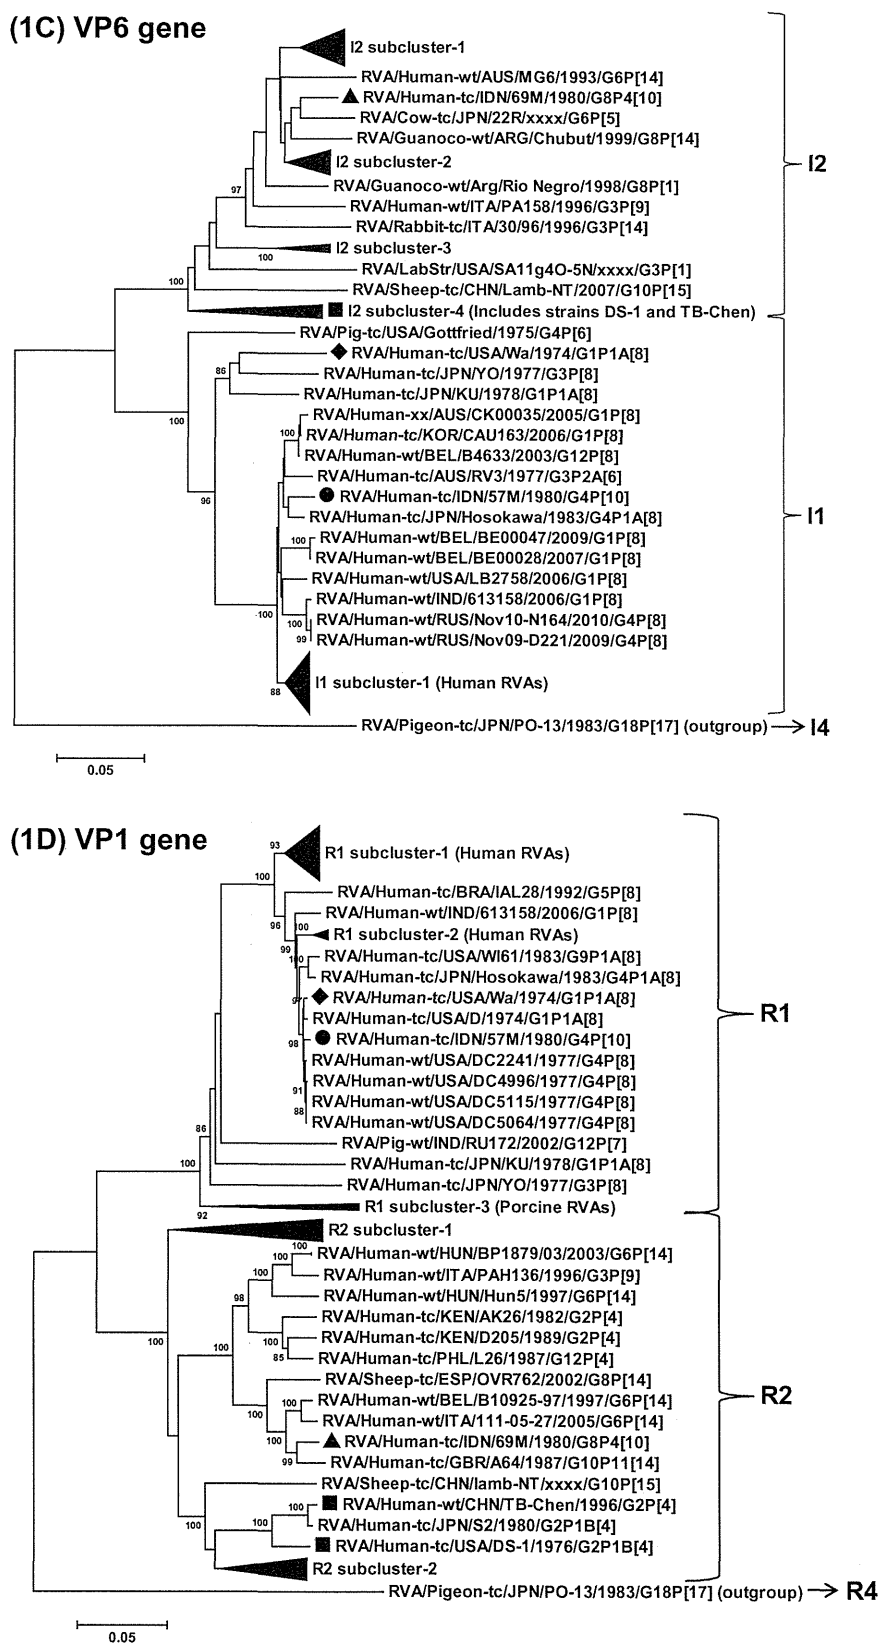 (1C) VP6 gene
I2 subcluster-1
RVA/Human-wt/AUS/MG6/1993/G6P[14]
RVA/Human-tc/IDN/69M/1980/G8P4[10]
RVA/Cow-tc/JPN/22R/xxxx/G6P[5]
RVA/Guanoco-wt/ARG/Chubut/1999/G8P[14]
I2 subcluster-2
I2
RVA/Guanoco-wt/Arg/Rio Negro/1998/G8P[1]
97
RVA/Human-wt/ITA/PA158/1996/G3P[9]
RVA/Rabbit-tc/ITA/30/96/1996/G3P[14]
I2 subcluster-3
100
RVA/LabStr/USA/SA11g4O-5N/xxxx/G3P[1]
100
RVA/Sheep-tc/CHN/Lamb-NT/2007/G10P[15]
I2 subcluster-4 (Includes strains DS-1 and TB-Chen)
RVA/Pig-tc/USA/Gottfried/1975/G4P[6]
RVA/Human-tc/USA/Wa/1974/G1P1A[8]
86
RVA/Human-tc/JPN/YO/1977/G3P[8]
RVA/Human-tc/JPN/KU/1978/G1P1A[8]
RVA/Human-xx/AUS/CK00035/2005/G1P[8]
100
100
RVA/Human-tc/KOR/CAU163/2006/G1P[8]
RVA/Human-wt/BEL/B4633/2003/G12P[8]
RVA/Human-tc/AUS/RV3/1977/G3P2A[6]
96
RVA/Human-tc/IDN/57M/1980/G4P[10]
RVA/Human-tc/JPN/Hosokawa/1983/G4P1A[8]
I1
100
RVA/Human-wt/BEL/BE00047/2009/G1P[8]
RVA/Human-wt/BEL/BE00028/2007/G1P[8]
RVA/Human-wt/USA/LB2758/2006/G1P[8]
RVA/Human-wt/IND/613158/2006/G1P[8]
100
100
RVA/Human-wt/RUS/Nov10-N164/2010/G4P[8]
99
RVA/Human-wt/RUS/Nov09-D221/2009/G4P[8]
I1 subcluster-1 (Human RVAs)
88
RVA/Pigeon-tc/JPN/PO-13/1983/G18P[17] (outgroup)
I4
0.05
(1D) VP1 gene
93
R1 subcluster-1 (Human RVAs)
100
RVA/Human-tc/BRA/IAL28/1992/G5P[8]
RVA/Human-wt/IND/613158/2006/G1P[8]
96
100
R1 subcluster-2 (Human RVAs)
99
RVA/Human-tc/USA/WI61/1983/G9P1A[8]
100
RVA/Human-tc/JPN/Hosokawa/1983/G4P1A[8]
RVA/Human-tc/USA/Wa/1974/G1P1A[8]
RVA/Human-tc/USA/D/1974/G1P1A[8]
R1
RVA/Human-tc/IDN/57M/1980/G4P[10]
98
RVA/Human-wt/USA/DC2241/1977/G4P[8]
RVA/Human-wt/USA/DC4996/1977/G4P[8]
91
RVA/Human-wt/USA/DC5115/1977/G4P[8]
88
RVA/Human-wt/USA/DC5064/1977/G4P[8]
86
RVA/Pig-wt/IND/RU172/2002/G12P[7]
100
RVA/Human-tc/JPN/KU/1978/G1P1A[8]
RVA/Human-tc/JPN/YO/1977/G3P[8]
R1 subcluster-3 (Porcine RVAs)
92
R2 subcluster-1
100
RVA/Human-wt/HUN/BP1879/03/2003/G6P[14]
100
100
RVA/Human-wt/ITA/PAH136/1996/G3P[9]
RVA/Human-wt/HUN/Hun5/1997/G6P[14]
98
RVA/Human-tc/KEN/AK26/1982/G2P[4]
100
RVA/Human-tc/KEN/D205/1989/G2P[4]
100
100
85
RVA/Human-tc/PHL/L26/1987/G12P[4]
RVA/Sheep-tc/ESP/OVR762/2002/G8P[14]
R2
100
RVA/Human-wt/BEL/B10925-97/1997/G6P[14]
100
RVA/Human-wt/ITA/111-05-27/2005/G6P[14]
100
RVA/Human-tc/IDN/69M/1980/G8P4[10]
99
RVA/Human-tc/GBR/A64/1987/G10P11[14]
RVA/Sheep-tc/CHN/lamb-NT/xxxx/G10P[15]
100
RVA/Human-wt/CHN/TB-Chen/1996/G2P[4]
100
100
RVA/Human-tc/JPN/S2/1980/G2P1B[4]
RVA/Human-tc/USA/DS-1/1976/G2P1B[4]
R2 subcluster-2
RVA/Pigeon-tc/JPN/PO-13/1983/G18P[17] (outgroup)
R4
0.05